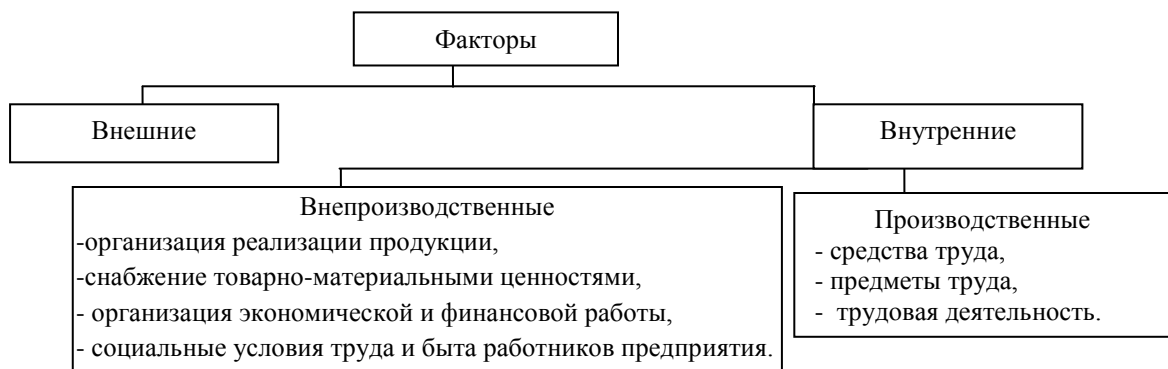 Факторы
Внешние
Внутренние
Внепроизводственные
-организация реализации продукции,
-снабжение товарно-материальными ценностями,
- организация экономической и финансовой работы,
- социальные условия труда и быта работников предприятия.
Производственные
- средства труда,
- предметы труда,
- трудовая деятельность.